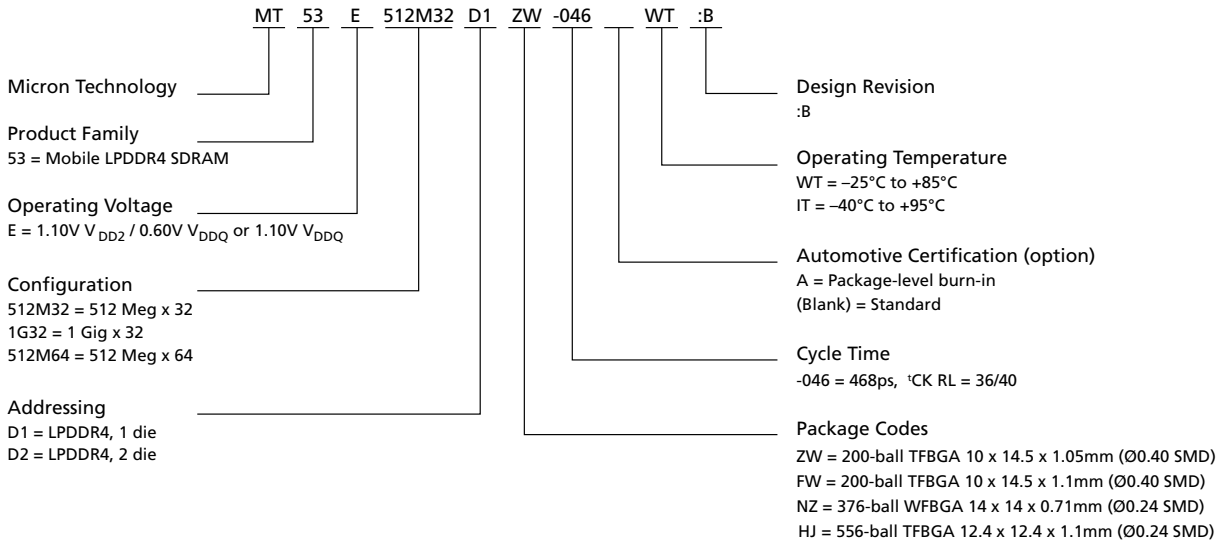 MT 53 E 512M32 D1 ZW -046 WT :B
Micron Technology
Product Family
53 = Mobile LPDDR4 SDRAM
Operating Voltage
E = 1.10V VDD2 / 0.60V VDDQ or 1.10V VDDQ
Configuration
512M32 = 512 Meg x 32
1G32 = 1 Gig x 32
512M64 = 512 Meg x 64
Addressing
D1 = LPDDR4, 1 die
D2 = LPDDR4, 2 die
Design Revision
:B
Operating Temperature
WT = –25°C to +85°C
IT = –40°C to +95°C
Automotive Certification (option)
A = Package-level burn-in
(Blank) = Standard
Cycle Time
-046 = 468ps, tCK RL = 36/40
Package Codes
ZW = 200-ball TFBGA 10 x 14.5 x 1.05mm (Ø0.40 SMD)
FW = 200-ball TFBGA 10 x 14.5 x 1.1mm (Ø0.40 SMD)
NZ = 376-ball WFBGA 14 x 14 x 0.71mm (Ø0.24 SMD)
HJ = 556-ball TFBGA 12.4 x 12.4 x 1.1mm (Ø0.24 SMD)